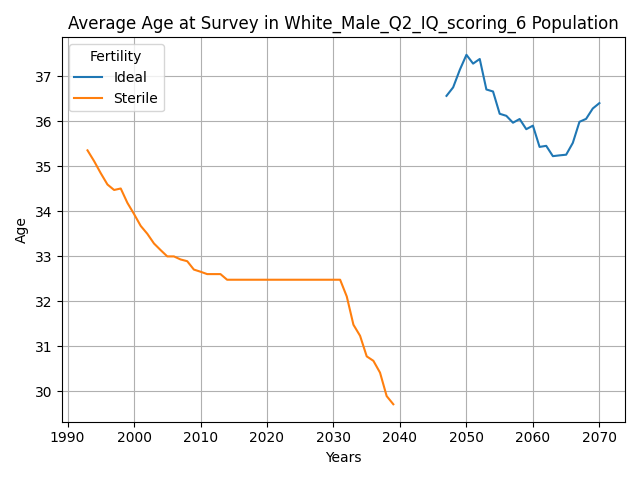 Average Age at Survey in White_Male_Q2_IQ_scoring_6 Population
Fertility
Ideal
Sterile
37
36
35
34
33
32
31
30
Age
1990 2000 2010 2020 2030 2040 2050 2060 2070
Years